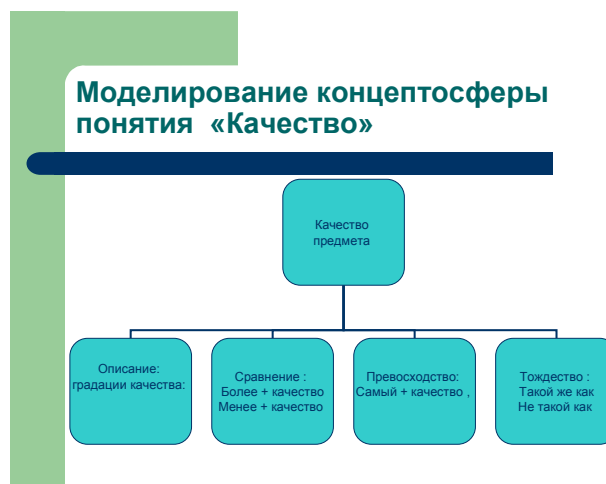 Моделирование концептосферы
понятия «Качество»
Качество
предмета
Описание:
градации качества:
Сравнение :
Более + качество
Менее + качество
Превосходство:
Самый + качество ,
Тождество :
Такой же как
Не такой как